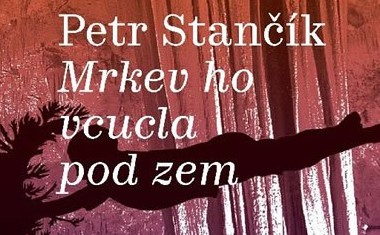 Petr Stančík
Mrkev ho
vcucla
pod zem